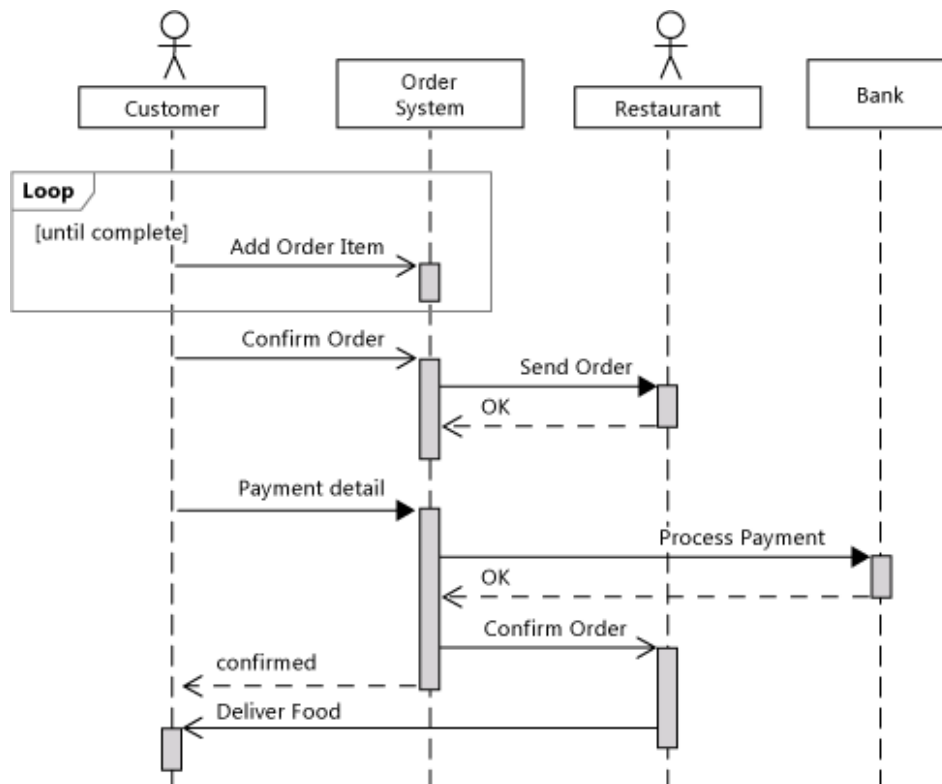 Customer
Order
System
Restaurant
Bank
Loop
[until complete]
Add Order Item
Confirm Order
Send Order
OK
Payment detail
Process Payment
OK
Confirm Order
confirmed
Deliver Food